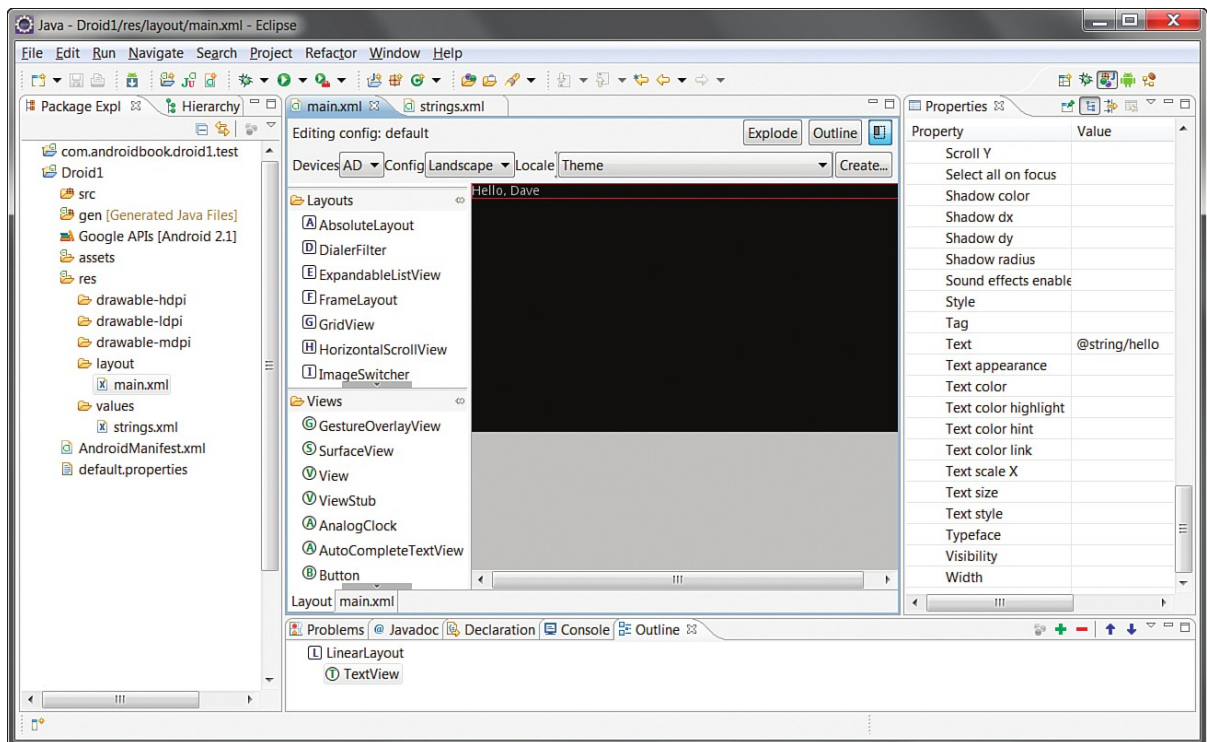 Java - Droid1/res/layout/main.xml - Eclipse
File Edit Run Navigate Search Project Refactor Window Help
Package Expl Hierarchy
com.androidbook.droid1.test
Droid1
src
gen [Generated Java Files]
Google APIs [Android 2.1]
assets
res
drawable-hdpi
drawable-ldpi
drawable-mdpi
layout
main.xml
values
strings.xml
AndroidManifest.xml
default.properties
main.xml strings.xml
Editing config: default Explode Outline
Devices AD Config Landscape Locale Theme Create...
Layouts
A AbsoluteLayout
D DialerFilter
E ExpandableListView
F FrameLayout
G GridView
H HorizontalScrollView
I ImageSwitcher
Views
G GestureOverlayView
S SurfaceView
V View
V ViewStub
A AnalogClock
A AutoCompleteTextView
B Button
Hello, Dave
Layout main.xml
Properties
Property Value
Scroll Y
Select all on focus
Shadow color
Shadow dx
Shadow dy
Shadow radius
Sound effects enable
Style
Tag
Text @string/hello
Text appearance
Text color
Text color highlight
Text color hint
Text color link
Text scale X
Text size
Text style
Typeface
Visibility
Width
Problems @ Javadoc Declaration Console Outline
L LinearLayout
T TextView